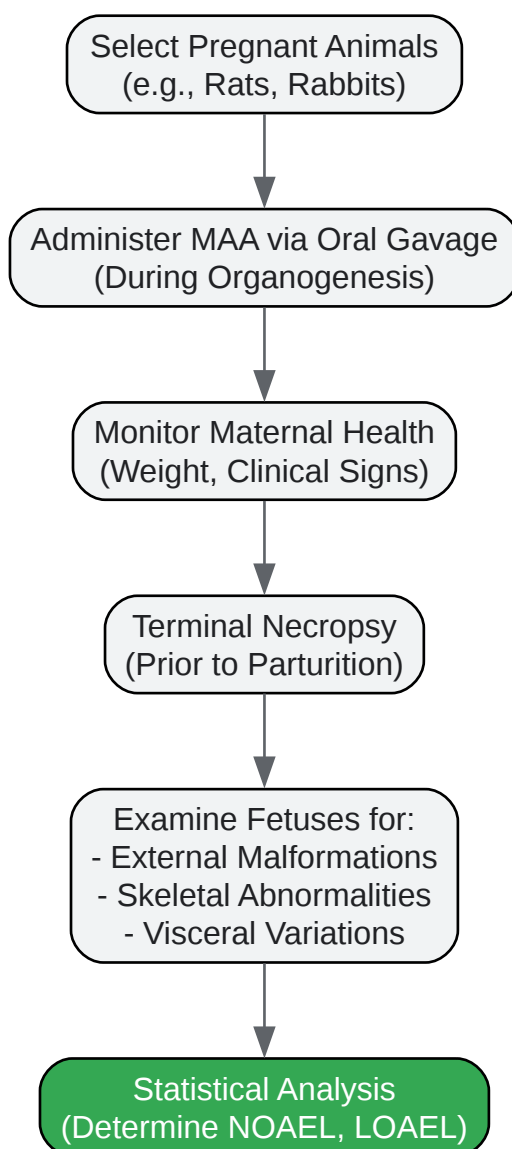 Select Pregnant Animals
(e.g., Rats, Rabbits)
Administer MAA via Oral Gavage
(During Organogenesis)
Monitor Maternal Health
(Weight, Clinical Signs)
Terminal Necropsy
(Prior to Parturition)
Examine Fetuses for:
- External Malformations
- Skeletal Abnormalities
- Visceral Variations
Statistical Analysis
(Determine NOAEL, LOAEL)